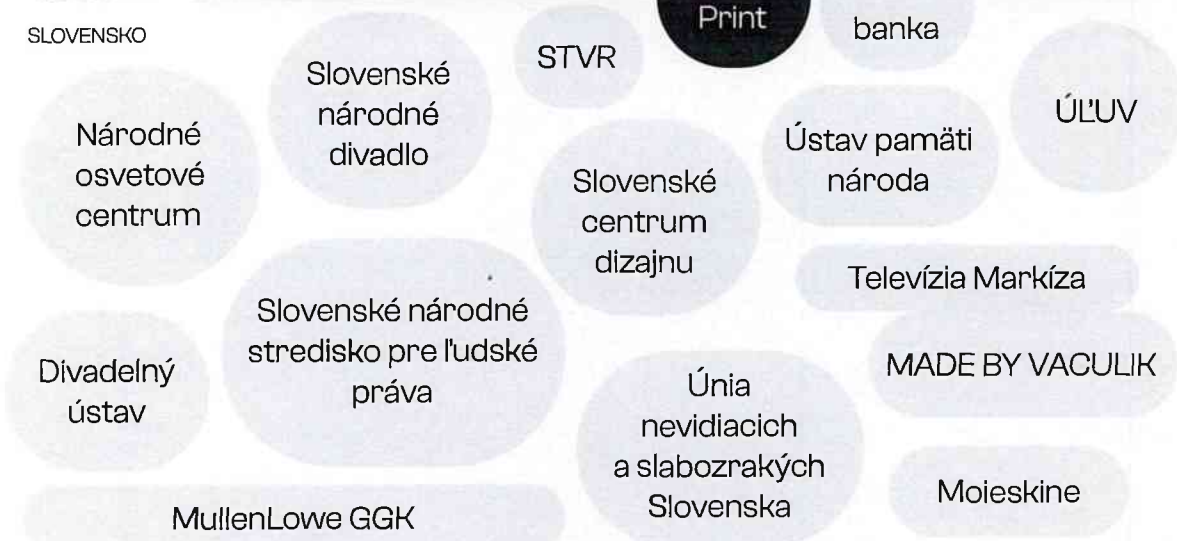 Print
banka
SLOVENSKO
STVR
Slovenské
národné
divadlo
ÚĽUV
Národné
osvetové
centrum
Ústav pamäti
národa
Slovenské
centrum
dizajnu
Televízia Markíza
Slovenské národné
stredisko pre ľudské
práva
Divadelný
ústav
MADE BY VACULIK
Únia
nevidiacich
a slabozrakých
Slovenska
Moieskine
MullenLowe GGK